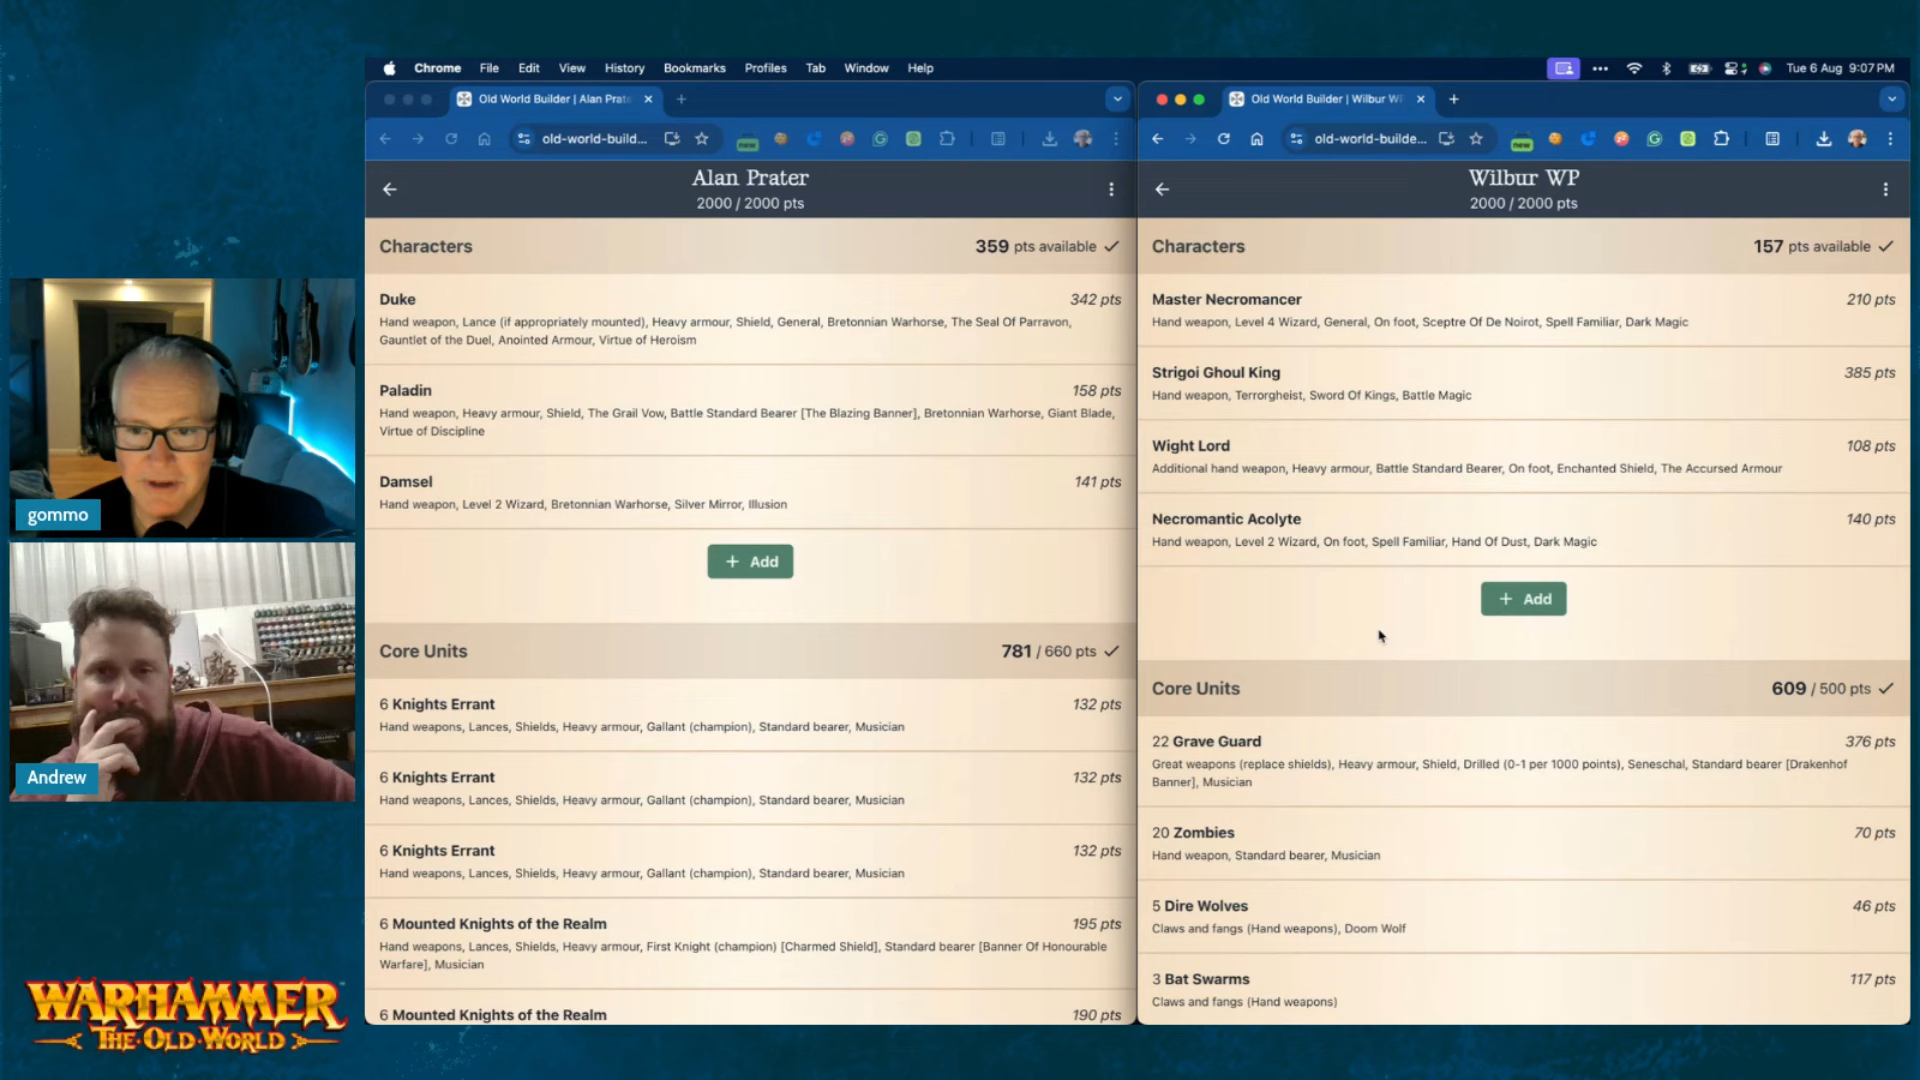 Chrome File Edit View History Bookmarks Profiles Tab Window Help
Tue 6 Aug 9:07 PM
Old World Builder | Alan Prate
old-world-build...
new
Alan Prater
2000 / 2000 pts
Characters 359 pts available
Duke 342 pts
Hand weapon, Lance (if appropriately mounted), Heavy armour, Shield, General, Bretonnian Warhorse, The Seal Of Parravon,
Gauntlet of the Duel, Anointed Armour, Virtue of Heroism
Paladin 158 pts
Hand weapon, Heavy armour, Shield, The Grail Vow, Battle Standard Bearer [The Blazing Banner], Bretonnian Warhorse, Giant Blade,
Virtue of Discipline
Damsel 141 pts
Hand weapon, Level 2 Wizard, Bretonnian Warhorse, Silver Mirror, Illusion
+ Add
Core Units 781 / 660 pts
6 Knights Errant 132 pts
Hand weapons, Lances, Shields, Heavy armour, Gallant (champion), Standard bearer, Musician
6 Knights Errant 132 pts
Hand weapons, Lances, Shields, Heavy armour, Gallant (champion), Standard bearer, Musician
6 Knights Errant 132 pts
Hand weapons, Lances, Shields, Heavy armour, Gallant (champion), Standard bearer, Musician
6 Mounted Knights of the Realm 195 pts
Hand weapons, Lances, Shields, Heavy armour, First Knight (champion) [Charmed Shield], Standard bearer [Banner Of Honourable
Warfare], Musician
6 Mounted Knights of the Realm 190 pts
Old World Builder | Wilbur WP
old-world-builde...
new
Wilbur WP
2000 / 2000 pts
Characters 157 pts available
Master Necromancer 210 pts
Hand weapon, Level 4 Wizard, General, On foot, Sceptre Of De Noirot, Spell Familiar, Dark Magic
Strigoi Ghoul King 385 pts
Hand weapon, Terrorgheist, Sword Of Kings, Battle Magic
Wight Lord 108 pts
Additional hand weapon, Heavy armour, Battle Standard Bearer, On foot, Enchanted Shield, The Accursed Armour
Necromantic Acolyte 140 pts
Hand weapon, Level 2 Wizard, On foot, Spell Familiar, Hand Of Dust, Dark Magic
+ Add
Core Units 609 / 500 pts
22 Grave Guard 376 pts
Great weapons (replace shields), Heavy armour, Shield, Drilled (0-1 per 1000 points), Seneschal, Standard bearer [Drakenhof
Banner], Musician
20 Zombies 70 pts
Hand weapon, Standard bearer, Musician
5 Dire Wolves 46 pts
Claws and fangs (Hand weapons), Doom Wolf
3 Bat Swarms 117 pts
Claws and fangs (Hand weapons)
gommo
Andrew
WARHAMMER
THE·OLD·WORLD